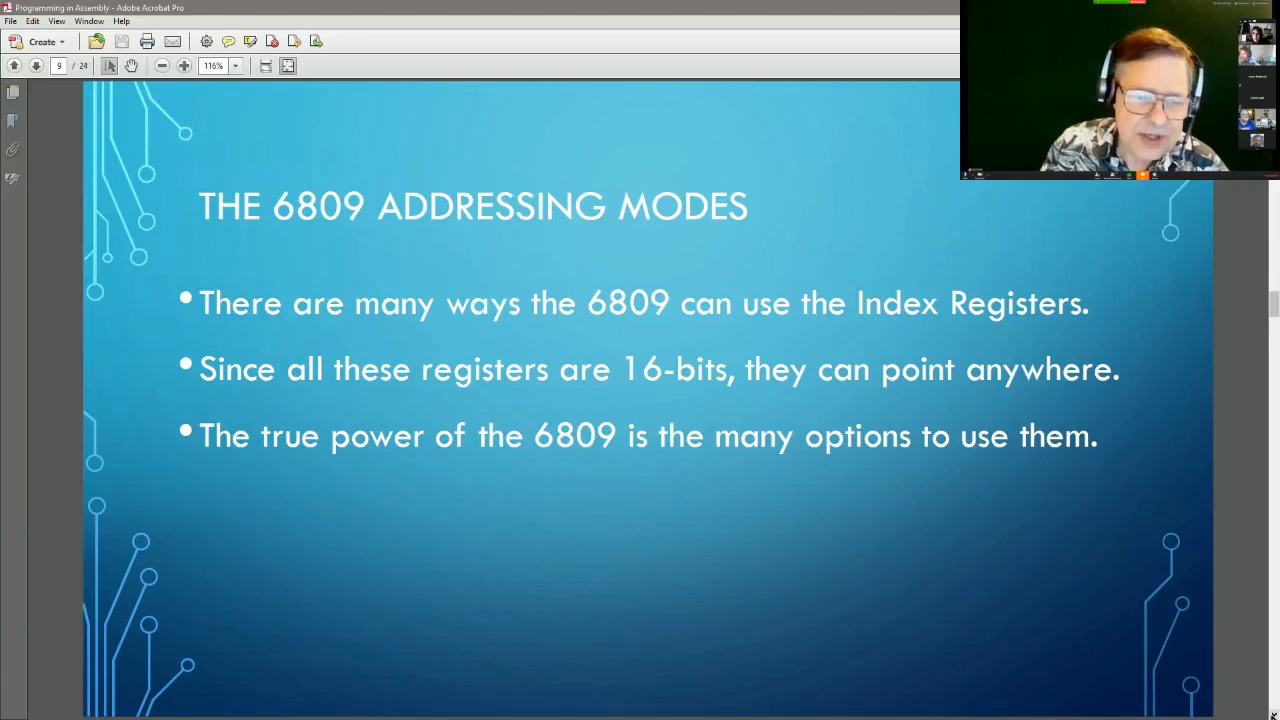 Programming in Assembly - Adobe Acrobat Pro
File Edit View Window Help
Create
9 / 24
116%
THE 6809 ADDRESSING MODES
•There are many ways the 6809 can use the Index Registers.
•Since all these registers are 16-bits, they can point anywhere.
•The true power of the 6809 is the many options to use them.